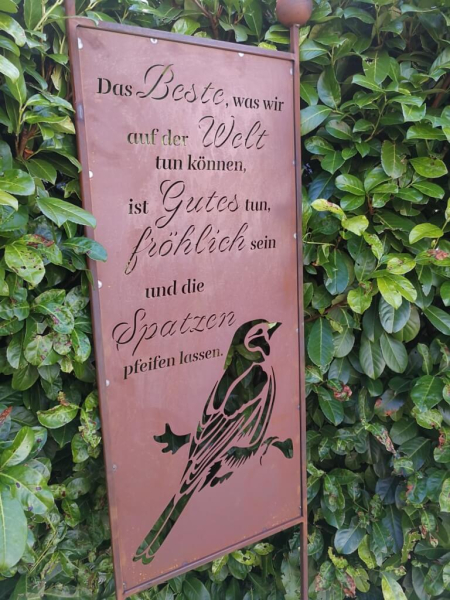 Das Beste, was wir
auf der Welt
tun können,
ist Gutes tun,
fröhlich sein
und die
Spatzen
pfeifen lassen.